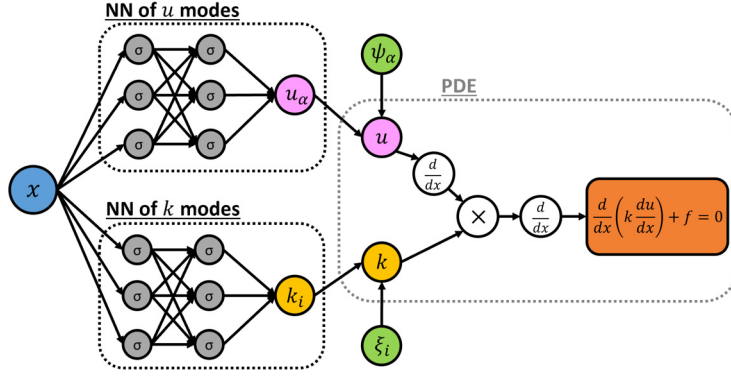 NN of u modes
σ σ
σ σ
σ σ
u_α
ψ_α
PDE
u
d/dx
x
× d/dx d/dx (k du/dx) + f = 0
NN of k modes
σ σ
σ σ
σ σ
k_i
k
ξ_i